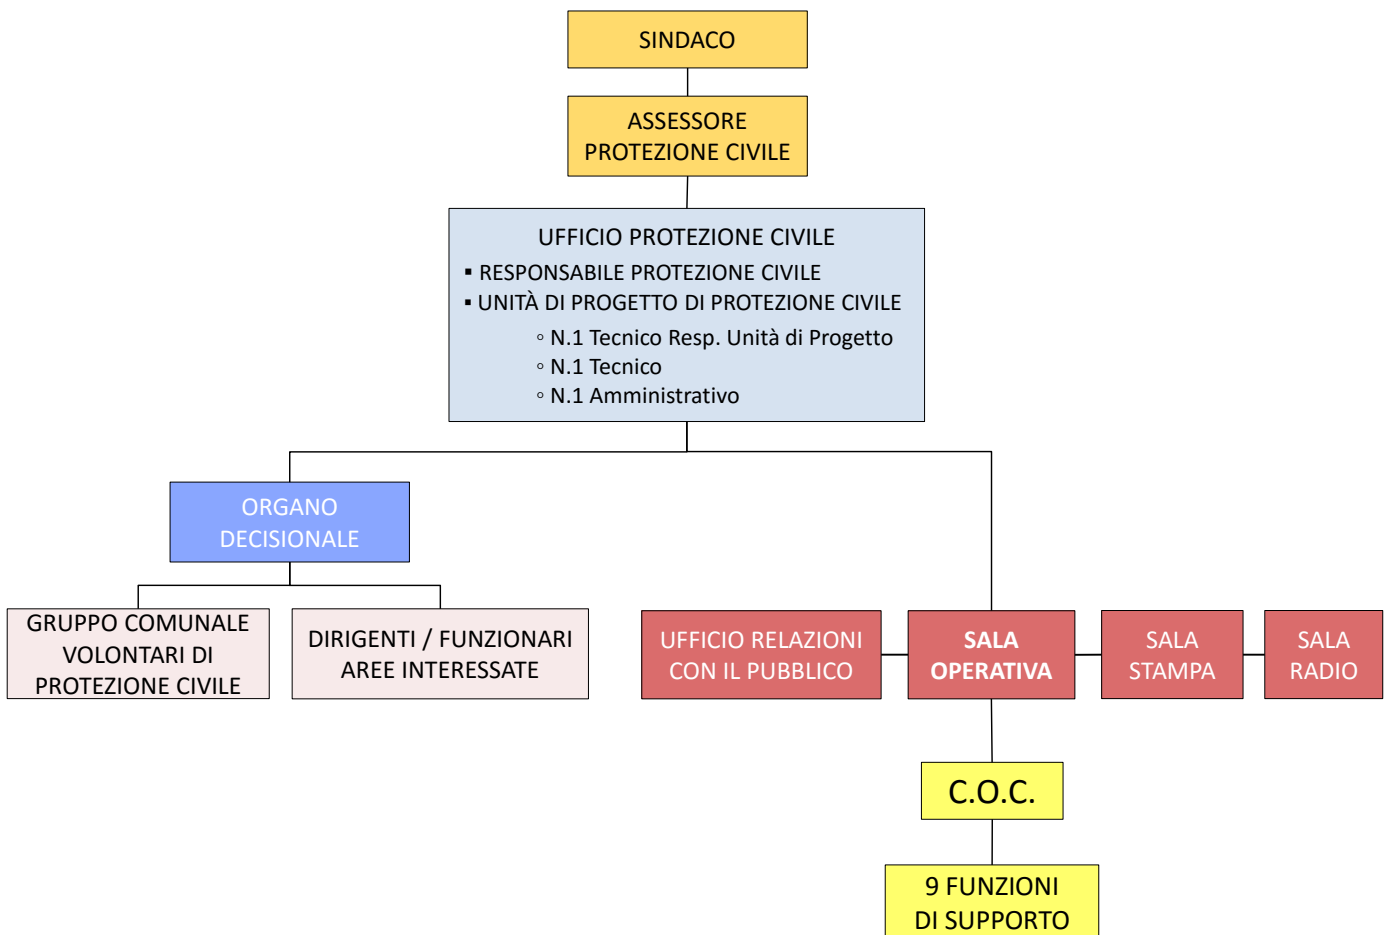 SINDACO
ASSESSORE
PROTEZIONE CIVILE
UFFICIO PROTEZIONE CIVILE
▪ RESPONSABILE PROTEZIONE CIVILE
▪ UNITÀ DI PROGETTO DI PROTEZIONE CIVILE
◦ N.1 Tecnico Resp. Unità di Progetto
◦ N.1 Tecnico
◦ N.1 Amministrativo
ORGANO
DECISIONALE
GRUPPO COMUNALE
VOLONTARI DI
PROTEZIONE CIVILE
DIRIGENTI / FUNZIONARI
AREE INTERESSATE
UFFICIO RELAZIONI
CON IL PUBBLICO
SALA
OPERATIVA
SALA
STAMPA
SALA
RADIO
C.O.C.
9 FUNZIONI
DI SUPPORTO